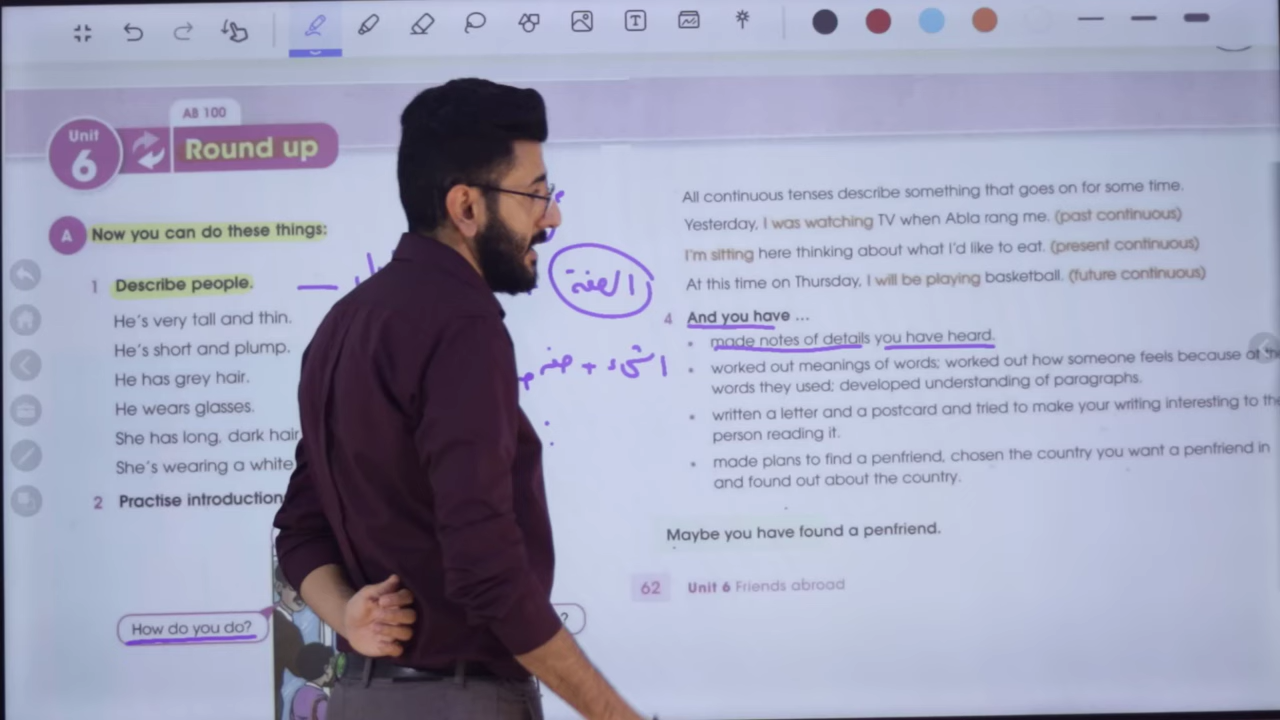 AB 100
Unit
6
Round up
A Now you can do these things:
1 Describe people.
He's very tall and thin.
He's short and plump.
He has grey hair.
He wears glasses.
She has long, dark hair
She's wearing a white
2 Practise introduction
How do you do?
?
All continuous tenses describe something that goes on for some time.
Yesterday, I was watching TV when Abla rang me. (past continuous)
I'm sitting here thinking about what I'd like to eat. (present continuous)
At this time on Thursday, I will be playing basketball. (future continuous)
4 And you have ...
• made notes of details you have heard.
• worked out meanings of words; worked out how someone feels because of the
words they used; developed understanding of paragraphs.
• written a letter and a postcard and tried to make your writing interesting to the
person reading it.
• made plans to find a penfriend, chosen the country you want a penfriend in
and found out about the country.
Maybe you have found a penfriend.
62 Unit 6 Friends abroad